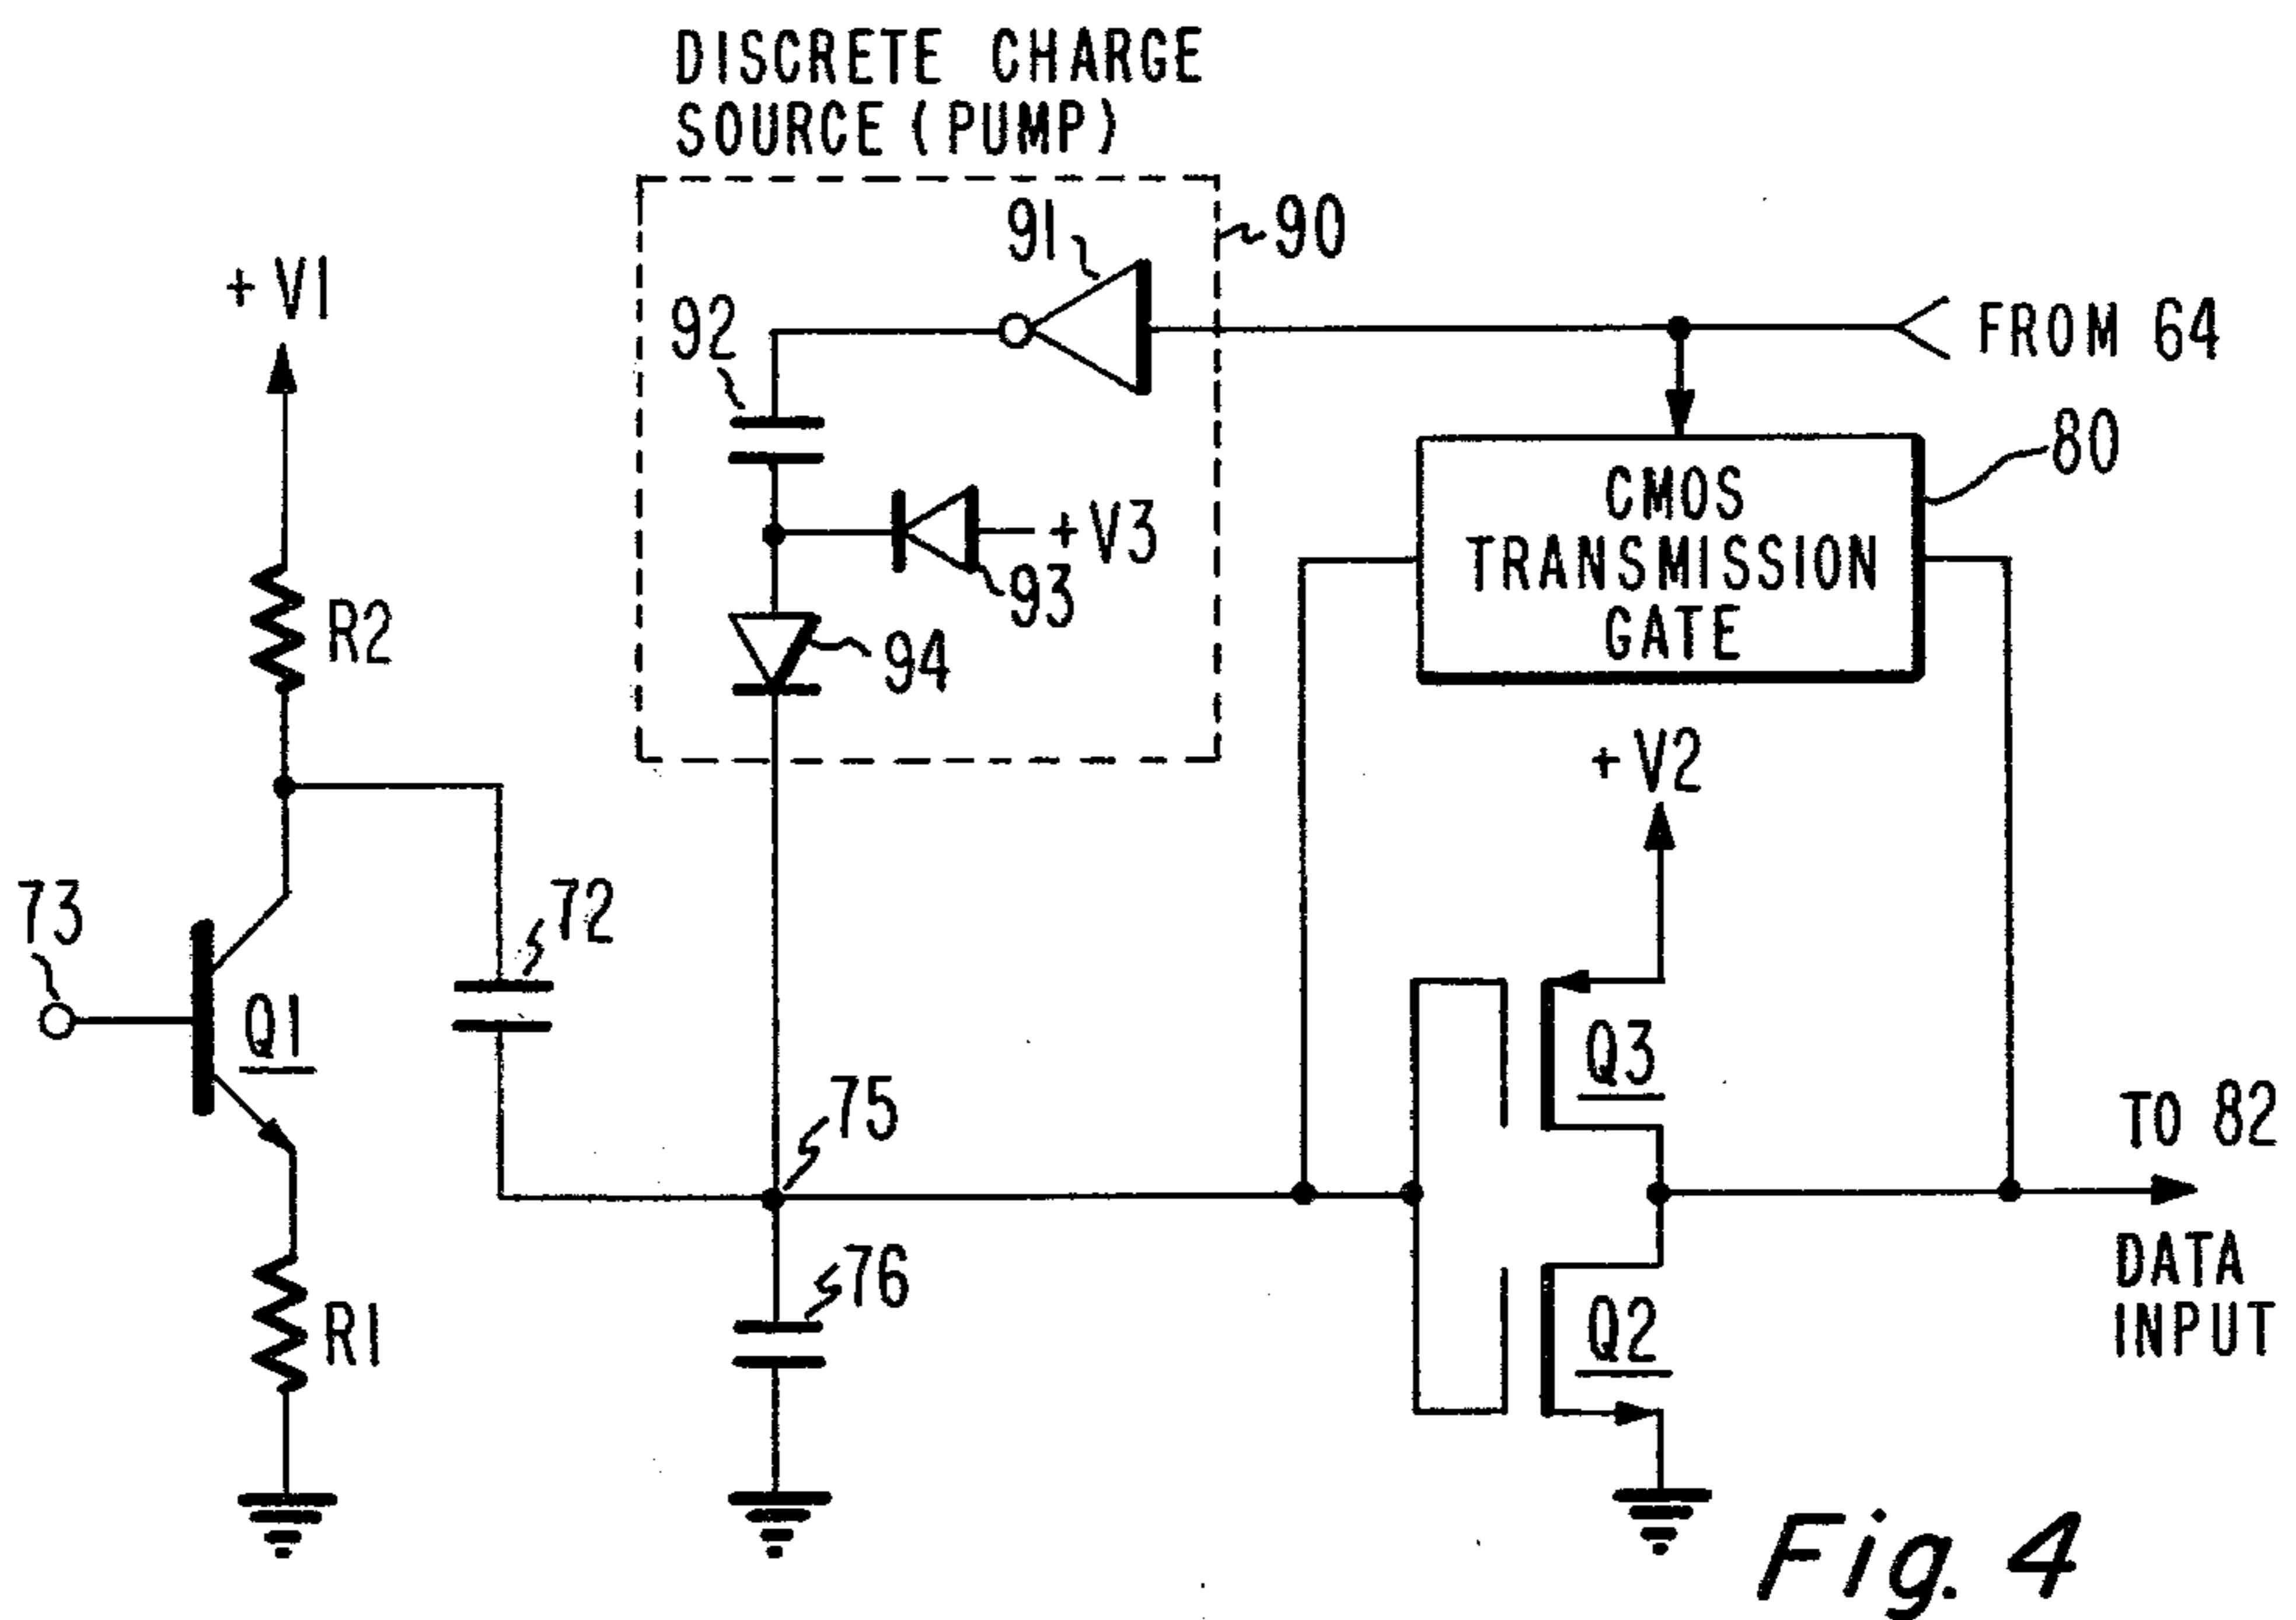 DISCRETE CHARGE
SOURCE (PUMP)
91
90
+ V1
92
FROM 64
80
CMOS
TRANSMISSION
GATE
+ V3
93
R2
94
+ V2
73
72
Q1
Q3
75
TO 82
DATA
INPUT
76
R1
Q2
Fig. 4